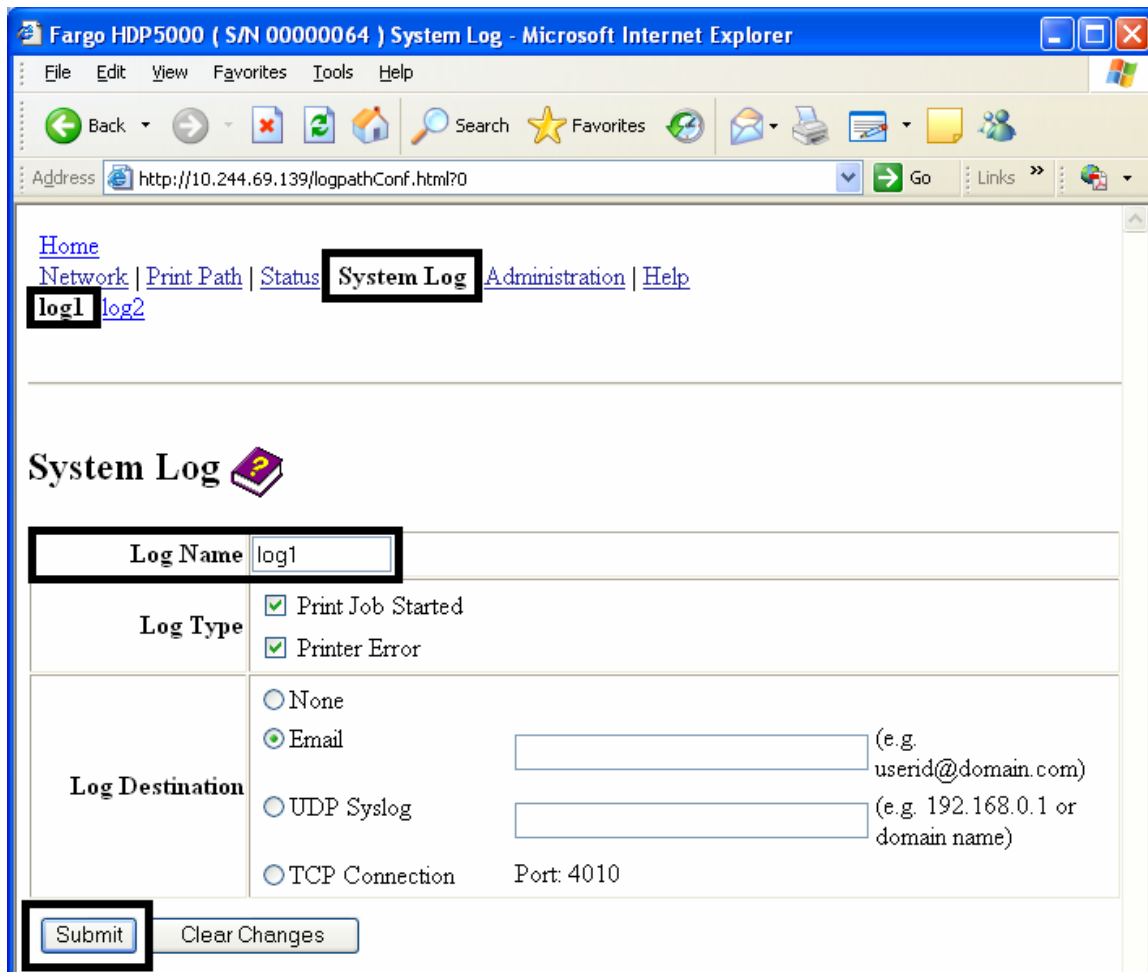 Fargo HDP5000 ( S/N 00000064 ) System Log - Microsoft Internet Explorer
File Edit View Favorites Tools Help
Back Search Favorites
Address http://10.244.69.139/logpathConf.html?0 Go Links »
Home
Network | Print Path | Status System Log Administration | Help
log1 log2
System Log ?
Log Name log1
Log Type
Print Job Started
Printer Error
Log Destination
None
Email (e.g.
userid@domain.com)
UDP Syslog (e.g. 192.168.0.1 or
domain name)
TCP Connection Port: 4010
Submit Clear Changes